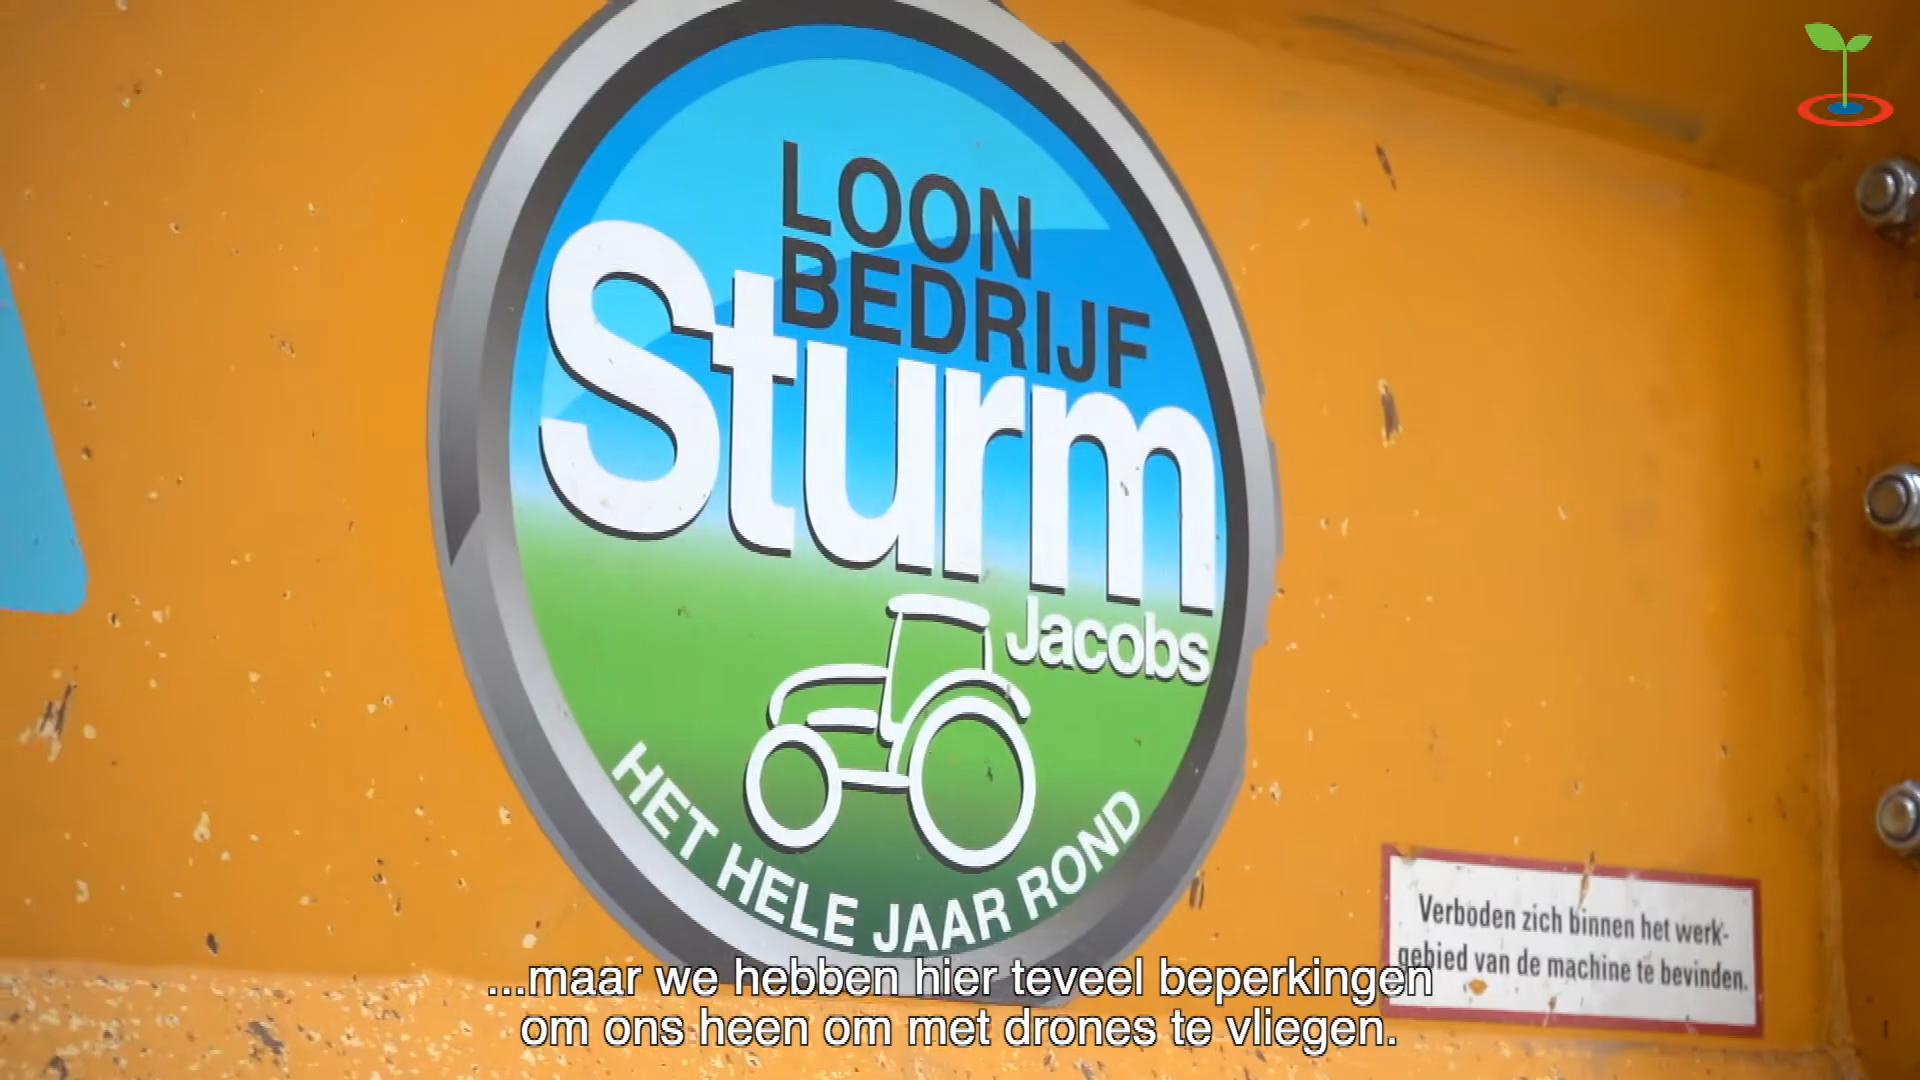 LOON
BEDRIJF
Sturm
Jacobs
HET HELE JAAR ROND
Verboden zich binnen het werk-
gebied van de machine te bevinden.
...maar we hebben hier teveel beperkingen
om ons heen om met drones te vliegen.